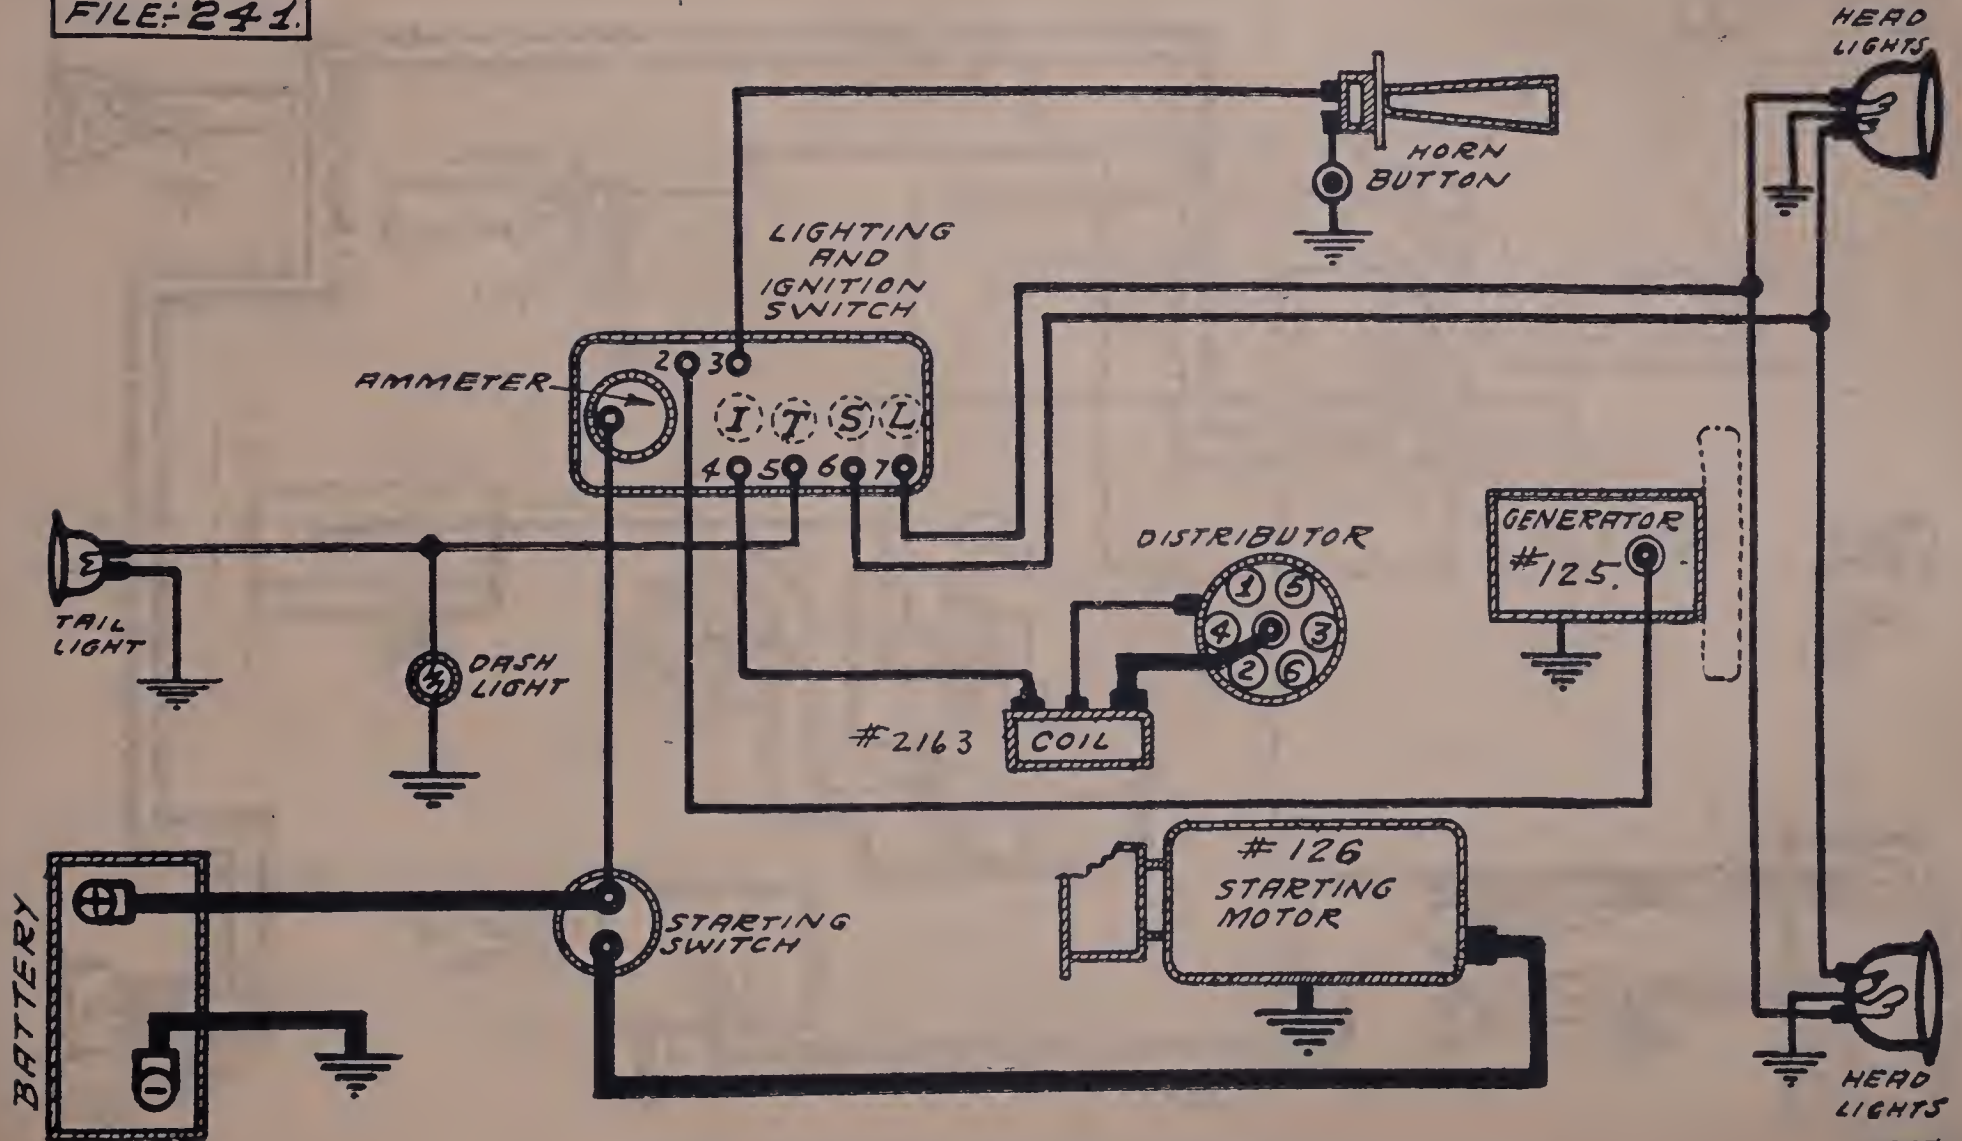 FILE:-241.
HEAD
LIGHTS
HORN
BUTTON
LIGHTING
AND
IGNITION
SWITCH
AMMETER
2 3
I T S L
4 5 6 7
TAIL
LIGHT
DASH
LIGHT
DISTRIBUTOR
1 5
4 3
2 6
GENERATOR
#125.
#2163
COIL
#126
STARTING
MOTOR
STARTING
SWITCH
BATTERY
+
-
HEAD
LIGHTS